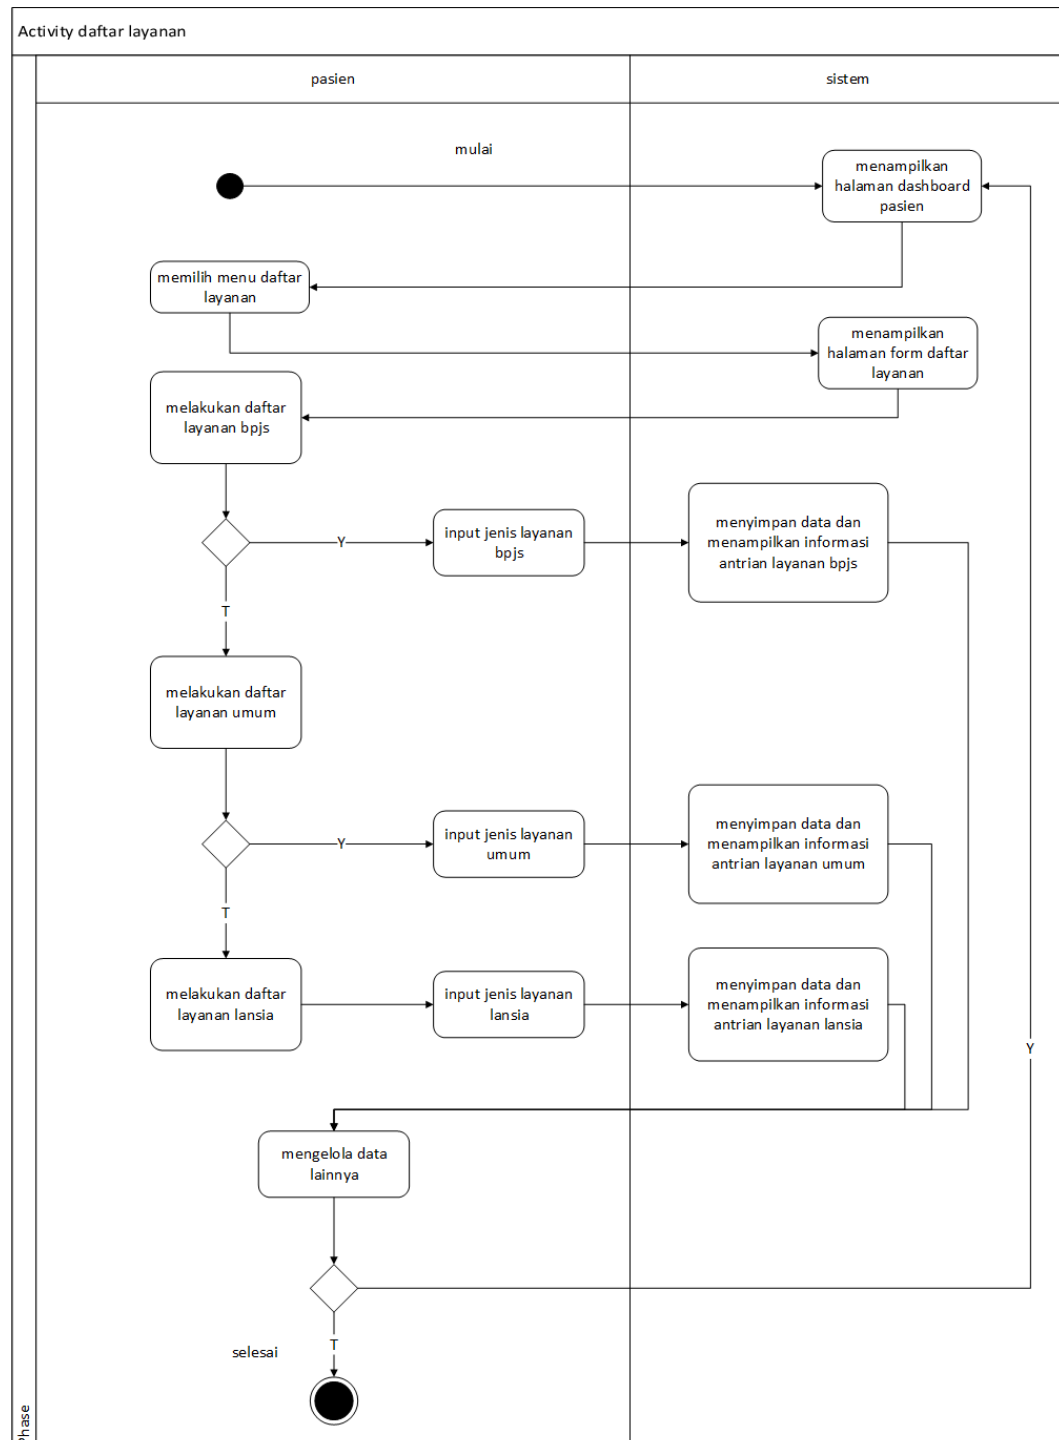 Activity daftar layanan
pasien
sistem
mulai
menampilkan
halaman dashboard
pasien
memilih menu daftar
layanan
menampilkan
halaman form daftar
layanan
melakukan daftar
layanan bpjs
Y
input jenis layanan
bpjs
menyimpan data dan
menampilkan informasi
antrian layanan bpjs
T
melakukan daftar
layanan umum
Y
input jenis layanan
umum
menyimpan data dan
menampilkan informasi
antrian layanan umum
T
melakukan daftar
layanan lansia
input jenis layanan
lansia
menyimpan data dan
menampilkan informasi
antrian layanan lansia
Y
mengelola data
lainnya
T
selesai
Phase